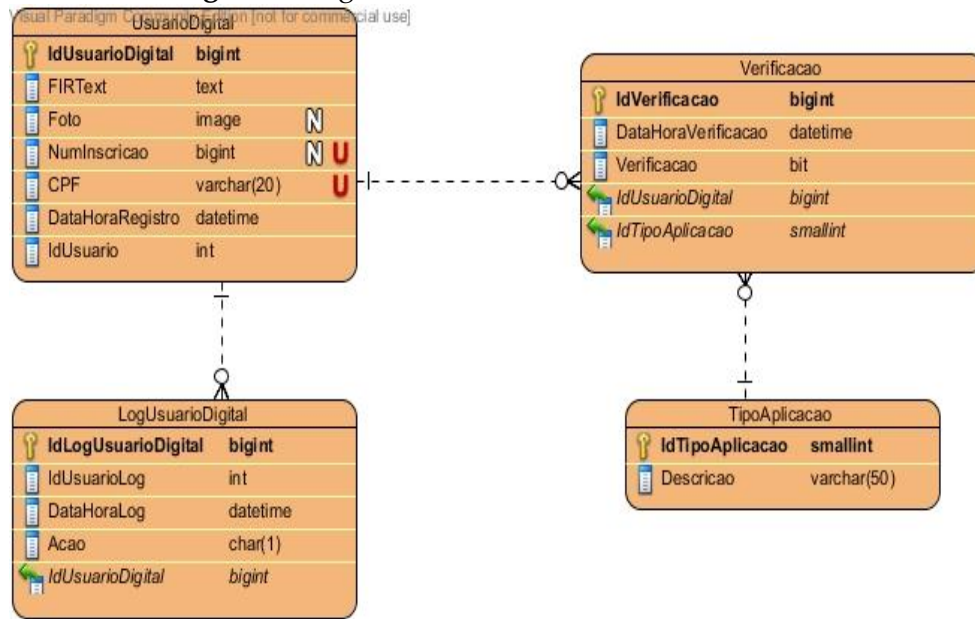 Visual Paradigm Community Edition [not for commercial use]
UsuarioDigital
IdUsuarioDigital bigint
FIRText text
Foto image N
NumInscricao bigint N U
CPF varchar(20) U
DataHoraRegistro datetime
IdUsuario int
Verificacao
IdVerificacao bigint
DataHoraVerificacao datetime
Verificacao bit
IdUsuarioDigital bigint
IdTipoAplicacao smallint
LogUsuarioDigital
IdLogUsuarioDigital bigint
IdUsuarioLog int
DataHoraLog datetime
Acao char(1)
IdUsuarioDigital bigint
TipoAplicacao
IdTipoAplicacao smallint
Descricao varchar(50)